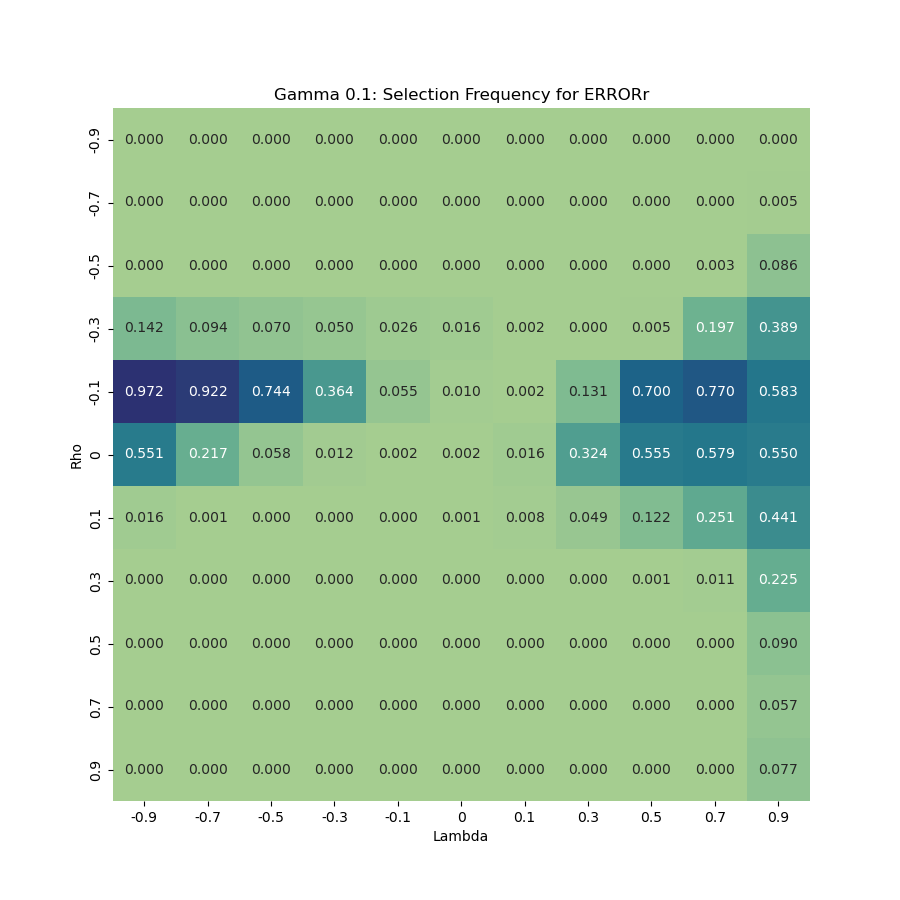 Gamma 0.1: Selection Frequency for ERRORr
-0.9 0.000 0.000 0.000 0.000 0.000 0.000 0.000 0.000 0.000 0.000 0.000
-0.7 0.000 0.000 0.000 0.000 0.000 0.000 0.000 0.000 0.000 0.000 0.005
-0.5 0.000 0.000 0.000 0.000 0.000 0.000 0.000 0.000 0.000 0.003 0.086
-0.3 0.142 0.094 0.070 0.050 0.026 0.016 0.002 0.000 0.005 0.197 0.389
-0.1 0.972 0.922 0.744 0.364 0.055 0.010 0.002 0.131 0.700 0.770 0.583
Rho
0 0.551 0.217 0.058 0.012 0.002 0.002 0.016 0.324 0.555 0.579 0.550
0.1 0.016 0.001 0.000 0.000 0.000 0.001 0.008 0.049 0.122 0.251 0.441
0.3 0.000 0.000 0.000 0.000 0.000 0.000 0.000 0.000 0.001 0.011 0.225
0.5 0.000 0.000 0.000 0.000 0.000 0.000 0.000 0.000 0.000 0.000 0.090
0.7 0.000 0.000 0.000 0.000 0.000 0.000 0.000 0.000 0.000 0.000 0.057
0.9 0.000 0.000 0.000 0.000 0.000 0.000 0.000 0.000 0.000 0.000 0.077
-0.9 -0.7 -0.5 -0.3 -0.1 0 0.1 0.3 0.5 0.7 0.9
Lambda